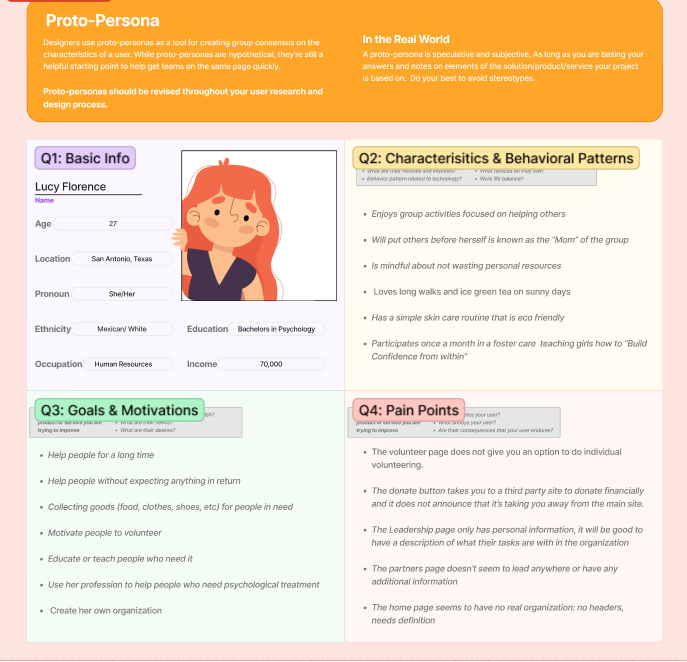 Proto-Persona
Designers use proto-personas as a tool for creating group consensus on the
characteristics of a user. While proto-personas are hypothetical, they're still a
helpful starting point to help get teams on the same page quickly.
Proto-personas should be revised throughout your user research and
design process.
In the Real World
A proto-persona is speculative and subjective. As long as you are basing your
answers and notes on elements of the solution/product/service your project
is based on. Do your best to avoid stereotypes.
Q1: Basic Info
Lucy Florence
Name
Age 27
Location San Antonio, Texas
Pronoun She/Her
Ethnicity Mexican/ White
Education Bachelors in Psychology
Occupation Human Resources
Income 70,000
Q2: Characterisitics & Behavioral Patterns
• What are their hobbies and interests?
• What devices do they own
• Behavior pattern related to technology?
• Work life balance?
• Enjoys group activities focused on helping others
• Will put others before herself is known as the "Mom" of the group
• Is mindful about not wasting personal resources
• Loves long walks and ice green tea on sunny days
• Has a simple skin care routine that is eco friendly
• Participates once a month in a foster care teaching girls how to "Build
Confidence from within"
Q3: Goals & Motivations
product or service you are
trying to improve
• What are their needs?
• What are their desires?
• Help people for a long time
• Help people without expecting anything in return
• Collecting goods (food, clothes, shoes, etc) for people in need
• Motivate people to volunteer
• Educate or teach people who need it
• Use her profession to help people who need psychological treatment
• Create her own organization
Q4: Pain Points
your user?
product or service you are
trying to improve
• What annoys your user?
• Are their consequences that your user endures?
• The volunteer page does not give you an option to do individual
volunteering.
• The donate button takes you to a third party site to donate financially
and it does not announce that it's taking you away from the main site.
• The Leadership page only has personal information, it will be good to
have a description of what their tasks are with in the organization
• The partners page doesn't seem to lead anywhere or have any
additional information
• The home page seems to have no real organization: no headers,
needs definition